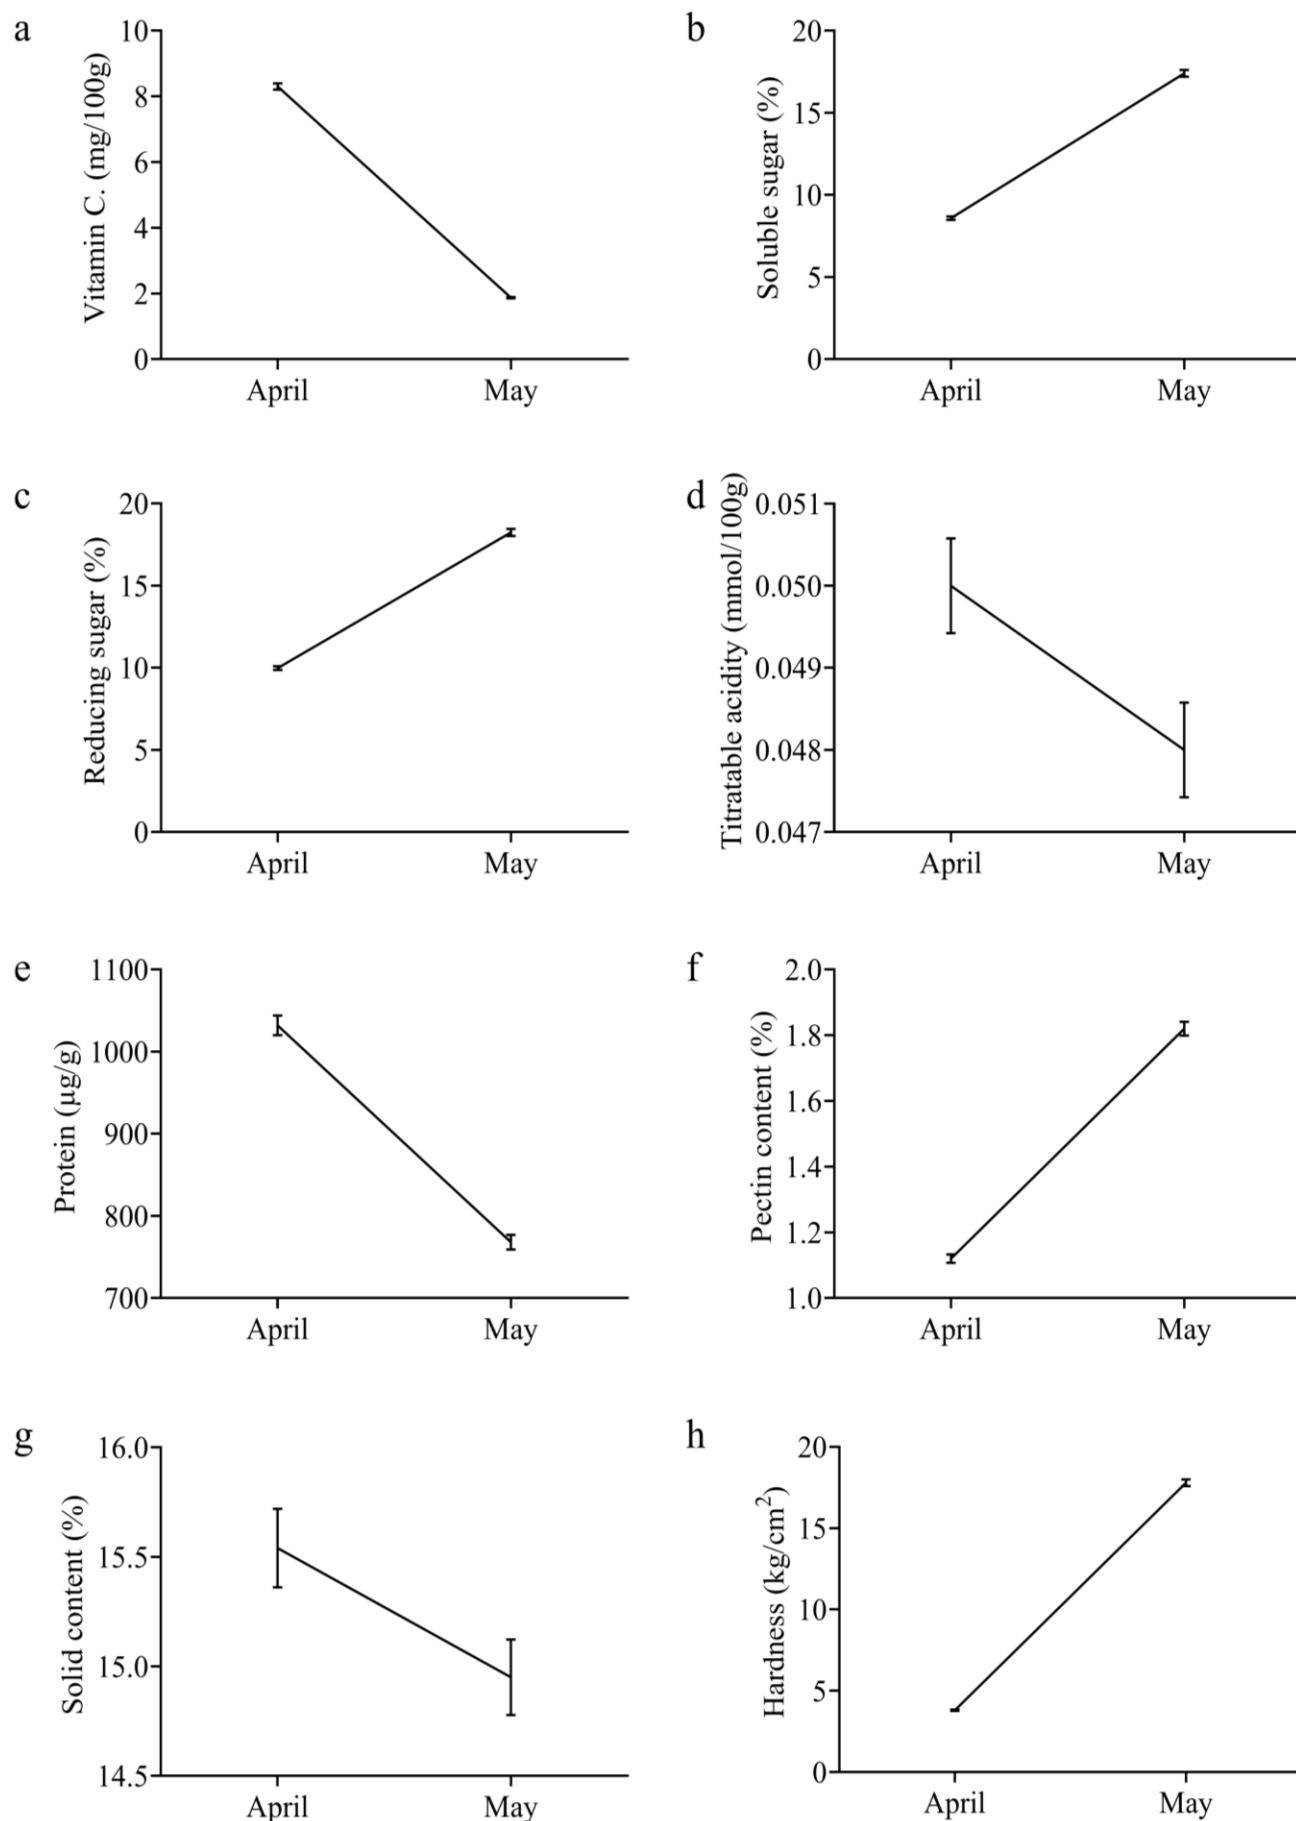 a
Vitamin C. (mg/100g)
10
8
6
4
2
0
April May
b
Soluble sugar (%)
20
15
10
5
0
April May
c
Reducing sugar (%)
20
15
10
5
0
April May
d
Titratable acidity (mmol/100g)
0.051
0.050
0.049
0.048
0.047
April May
e
Protein (µg/g)
1100
1000
900
800
700
April May
f
Pectin content (%)
2.0
1.8
1.6
1.4
1.2
1.0
April May
g
Solid content (%)
16.0
15.5
15.0
14.5
April May
h
Hardness (kg/cm²)
20
15
10
5
0
April May